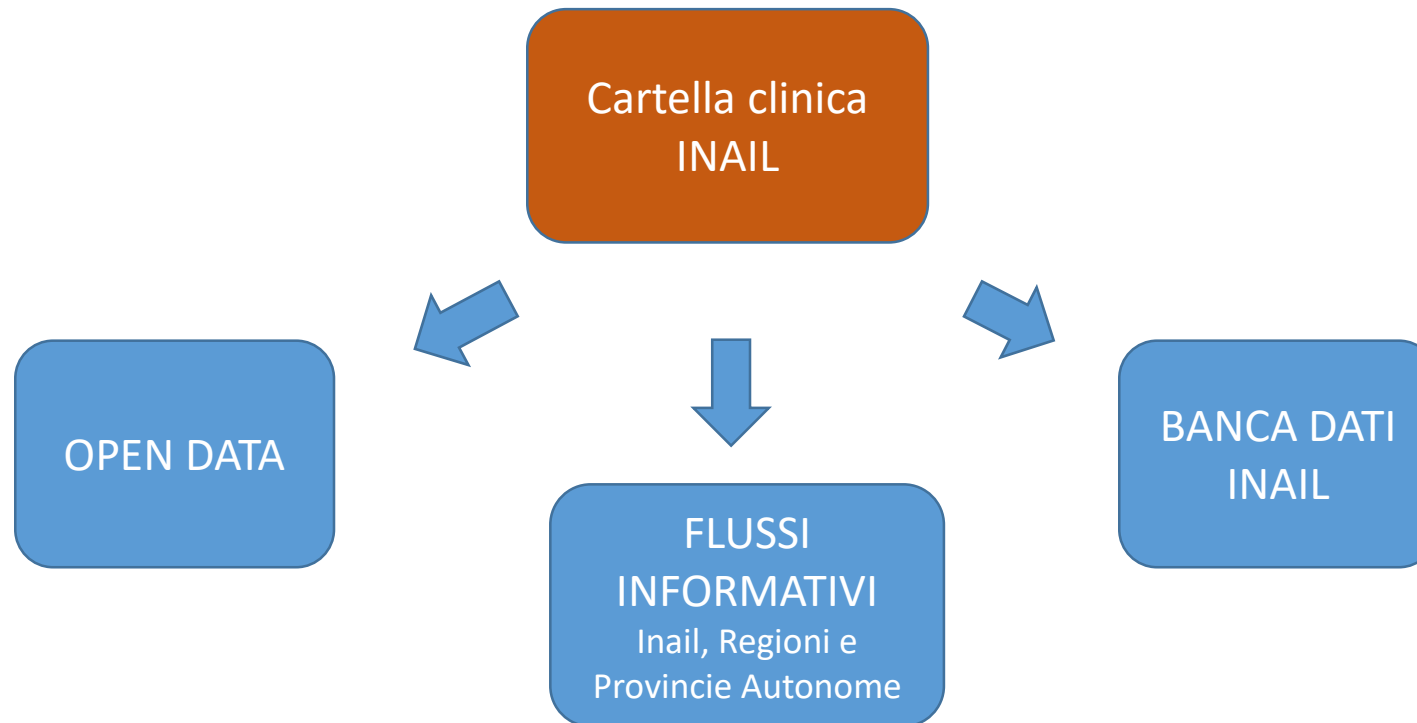 Cartella clinica
INAIL
OPEN DATA
FLUSSI
INFORMATIVI
Inail, Regioni e
Provincie Autonome
BANCA DATI
INAIL